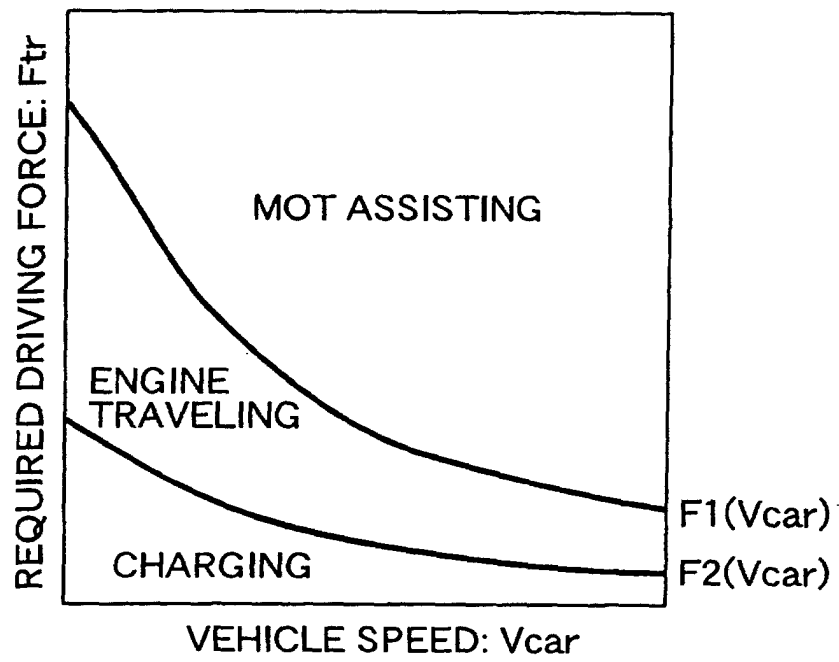 REQUIRED DRIVING FORCE: Ftr
MOT ASSISTING
ENGINE
TRAVELING
CHARGING
F1(Vcar)
F2(Vcar)
VEHICLE SPEED: Vcar